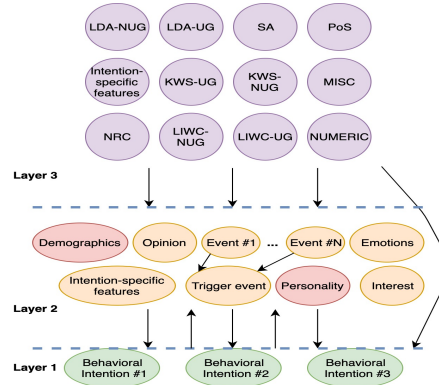 LDA-NUG
LDA-UG
SA
PoS
Intention-
specific
features
KWS-UG
KWS-
NUG
MISC
NRC
LIWC-
NUG
LIWC-UG
NUMERIC
Layer 3
Demographics
Opinion
Event #1
...
Event #N
Emotions
Intention-specific
features
Trigger event
Personality
Interest
Layer 2
Layer 1
Behavioral
Intention #1
Behavioral
Intention #2
Behavioral
Intention #3